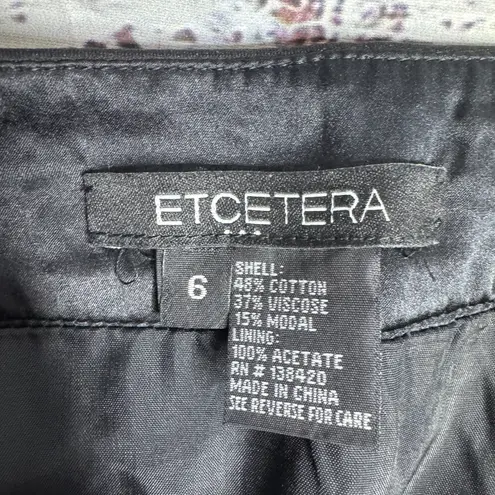 ETCETERA
...
6
SHELL:
48% COTTON
37% VISCOSE
15% MODAL
LINING:
100% ACETATE
RN # 138420
MADE IN CHINA
SEE REVERSE FOR CARE